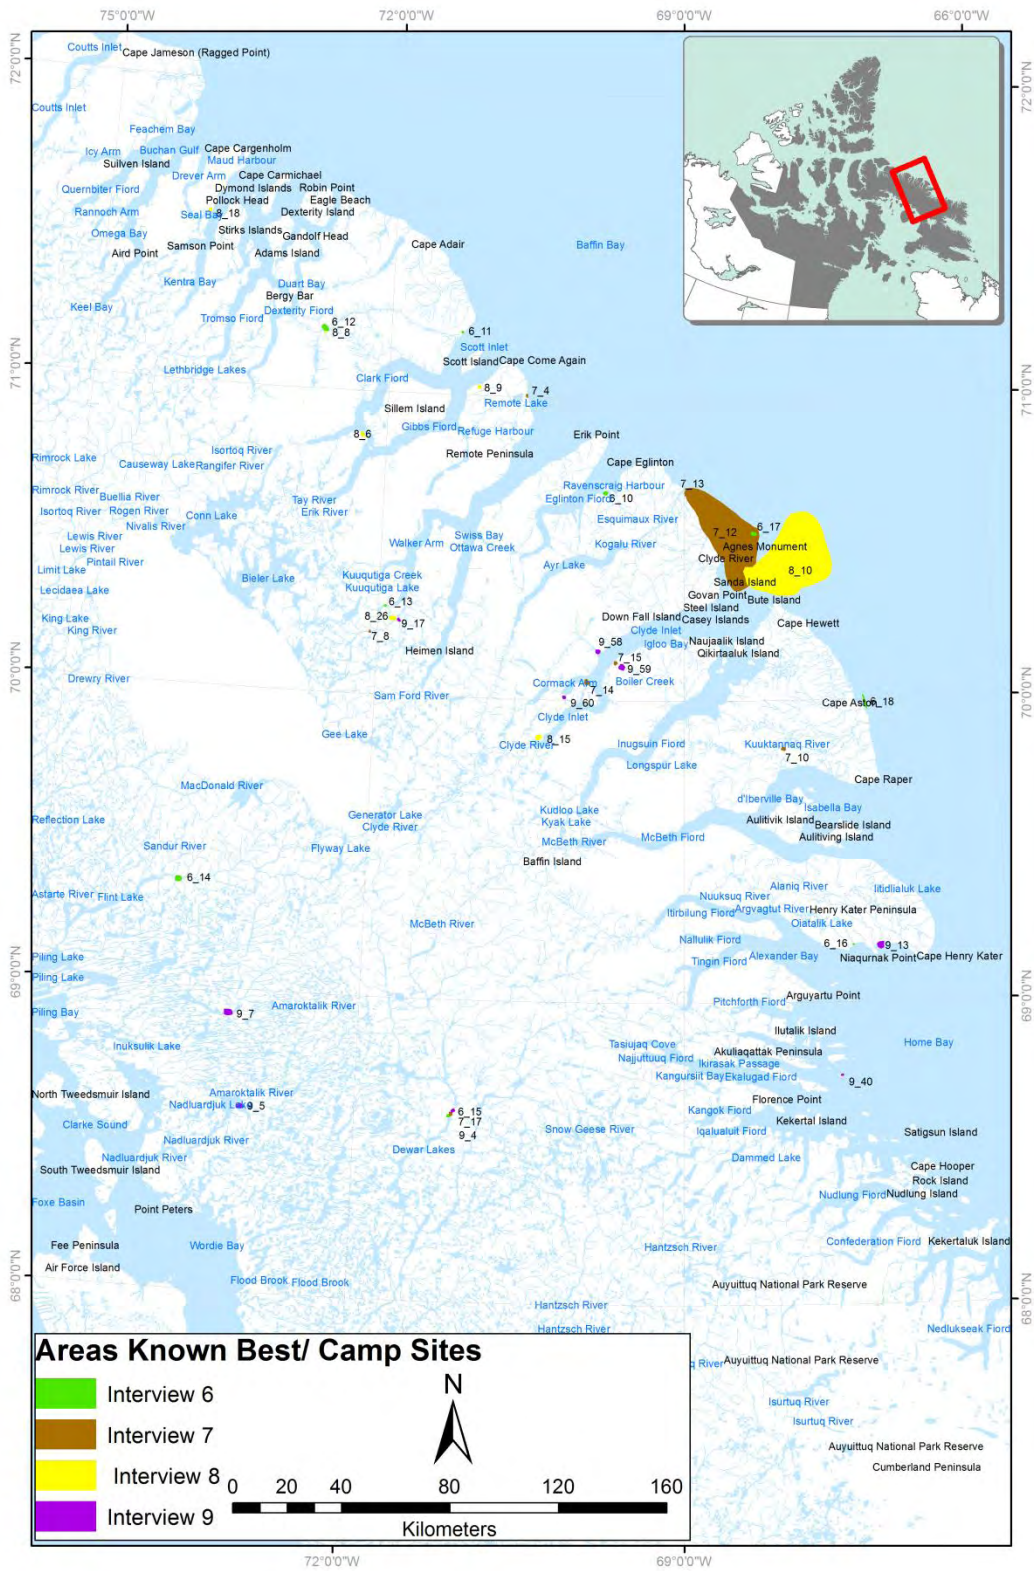 75°0'0"W 72°0'0"W 69°0'0"W 66°0'0"W
72°0'0"N
72°0'0"N
Coutts Inlet
Cape Jameson (Ragged Point)
Coutts Inlet
Feachem Bay
Icy Arm
Buchan Gulf
Cape Cargenholm
Suilven Island
Maud Harbour
Drever Arm
Cape Carmichael
Quernbiter Fiord
Dymond Islands
Robin Point
Pollock Head
Eagle Beach
Rannoch Arm
Seal Bay
8_18
Dexterity Island
Omega Bay
Stirks Islands
Gandolf Head
Samson Point
Aird Point
Adams Island
Cape Adair
Baffin Bay
Kentra Bay
Duart Bay
Bergy Bar
Keel Bay
Dexterity Fiord
Tromso Fiord
6_12
8_8
6_11
Scott Inlet
71°0'0"N
Scott Island
Cape Come Again
Lethbridge Lakes
Clark Fiord
8_9
7_4
71°0'0"N
Remote Lake
Sillem Island
Gibbs Fiord
Refuge Harbour
8_6
Erik Point
Isortoq River
Remote Peninsula
Rimrock Lake
Causeway Lake
Rangifer River
Cape Eglinton
Rimrock River
Buellia River
Tay River
Ravenscraig Harbour
7_13
Isortoq River
Rogen River
Erik River
Eglinton Fiord
6_10
Conn Lake
Nivalis River
Esquimaux River
6_17
Lewis River
Swiss Bay
7_12
Lewis River
Walker Arm
Ottawa Creek
Kogalu River
Agnes Monument
Pintail River
Clyde River
Limit Lake
Ayr Lake
8_10
Bieler Lake
Kuuqutiga Creek
Sanda Island
Lecidaea Lake
Kuuqutiga Lake
Govan Point
Bute Island
6_13
Steel Island
King Lake
8_26
9_17
Down Fall Island
Casey Islands
Cape Hewett
King River
7_8
Clyde Inlet
Naujaalik Island
Heimen Island
9_58
Igloo Bay
Qikirtaaluk Island
70°0'0"N
7_15
9_59
Drewry River
Cormack Arm
Boiler Creek
70°0'0"N
Sam Ford River
7_14
9_60
Cape Aston
6_18
Clyde Inlet
Gee Lake
Clyde River
8_15
Inugsuin Fiord
Kuuktannaq River
7_10
Longspur Lake
MacDonald River
Cape Raper
d'Iberville Bay
Generator Lake
Kudloo Lake
Isabella Bay
Reflection Lake
Clyde River
Kyak Lake
Aulitivik Island
Bearslide Island
McBeth River
McBeth Fiord
Aulitiving Island
Sandur River
Flyway Lake
Baffin Island
6_14
Astarte River
Flint Lake
Alaniq River
Iitidlialuk Lake
Nuuksuq River
Itirbilung Fiord
Argvagtut River
Henry Kater Peninsula
McBeth River
Oiatalik Lake
Nallulik Fiord
6_16
9_13
Piling Lake
Tingin Fiord
Alexander Bay
Niaqurnak Point
Cape Henry Kater
69°0'0"N
Piling Lake
69°0'0"N
Arguyartu Point
Piling Bay
9_7
Amaroktalik River
Pitchforth Fiord
Ilutalik Island
Inuksulik Lake
Tasiujaq Cove
Home Bay
Akuliaqattak Peninsula
Najjuttuuq Fiord
Ikirasak Passage
Kangursiit Bay
Ekalugad Fiord
9_40
North Tweedsmuir Island
Amaroktalik River
Florence Point
Nadluardjuk Lake
9_5
6_15
7_17
9_4
Kangok Fiord
Clarke Sound
Kekertal Island
Snow Geese River
Iqalualuit Fiord
Satigsun Island
Nadluardjuk River
Dewar Lakes
Nadluardjuk River
Dammed Lake
South Tweedsmuir Island
Cape Hooper
Rock Island
Foxe Basin
Nudlung Fiord
Nudlung Island
Point Peters
Fee Peninsula
Wordie Bay
Hantzsch River
Confederation Fiord
Kekertaluk Island
Air Force Island
68°0'0"N
Flood Brook
Flood Brook
Auyuittuq National Park Reserve
68°0'0"N
Hantzsch River
Hantzsch River
Nedlukseak Fiord
q River
Auyuittuq National Park Reserve
Isurtuq River
Isurtuq River
Auyuittuq National Park Reserve
Cumberland Peninsula
Areas Known Best/ Camp Sites
Interview 6
Interview 7
Interview 8
Interview 9
N
0 20 40 80 120 160
Kilometers
72°0'0"W 69°0'0"W